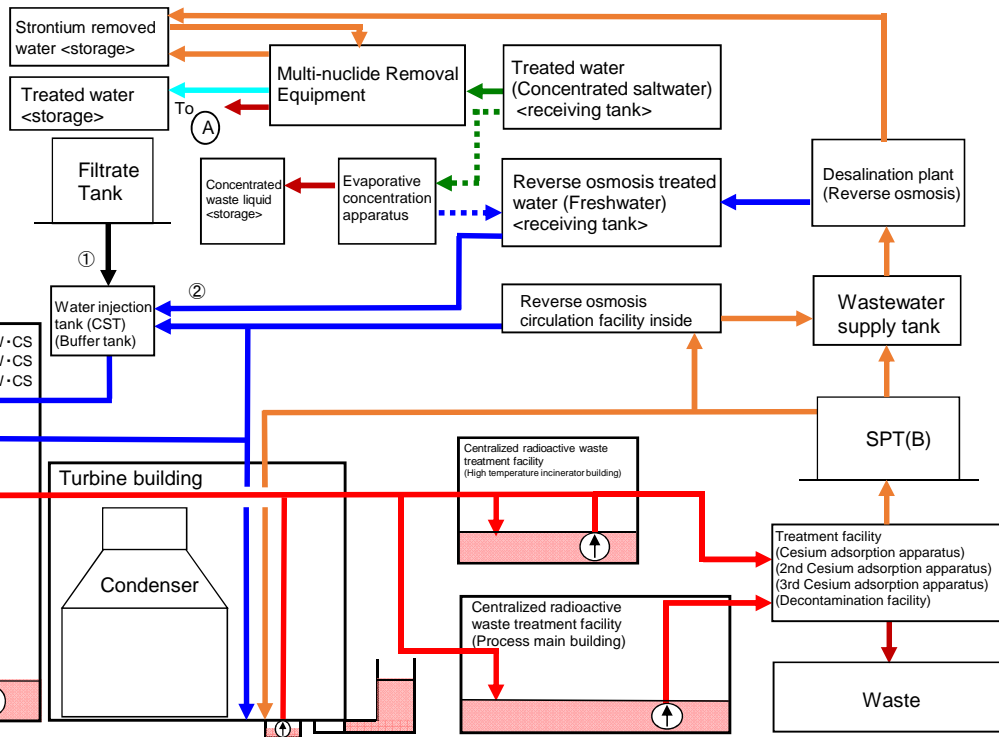 Strontium removed
water <storage>
Multi-nuclide Removal
Equipment
Treated water
(Concentrated saltwater)
<receiving tank>
Treated water
<storage>
To
A
Filtrate
Tank
Concentrated
waste liquid
<storage>
Evaporative
concentration
apparatus
Reverse osmosis treated
water (Freshwater)
<receiving tank>
Desalination plant
(Reverse osmosis)
①
②
Water injection
tank (CST)
(Buffer tank)
Reverse osmosis
circulation facility inside
Wastewater
supply tank
・CS
・CS
・CS
SPT(B)
Turbine building
Condenser
Centralized radioactive waste
treatment facility
(High temperature incinerator building)
Treatment facility
(Cesium adsorption apparatus)
(2nd Cesium adsorption apparatus)
(3rd Cesium adsorption apparatus)
(Decontamination facility)
Centralized radioactive
waste treatment facility
(Process main building)
Waste